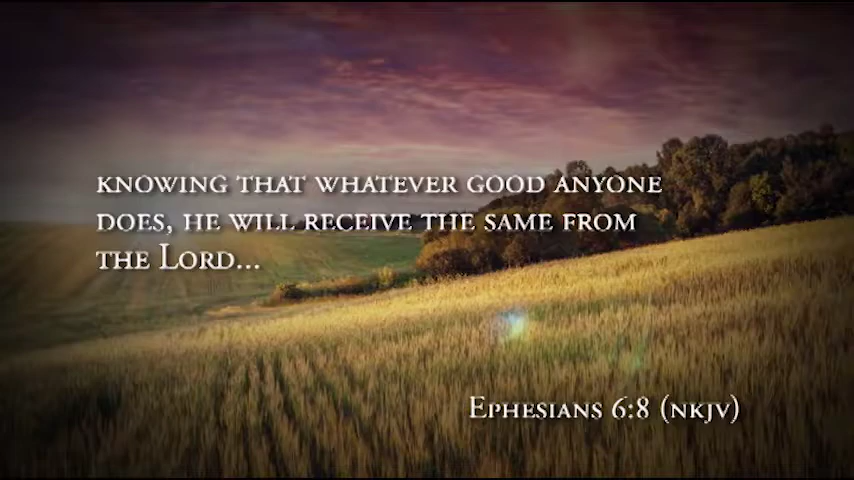 knowing that whatever good anyone
does, he will receive the same from
the Lord...
Ephesians 6:8 (nkjv)